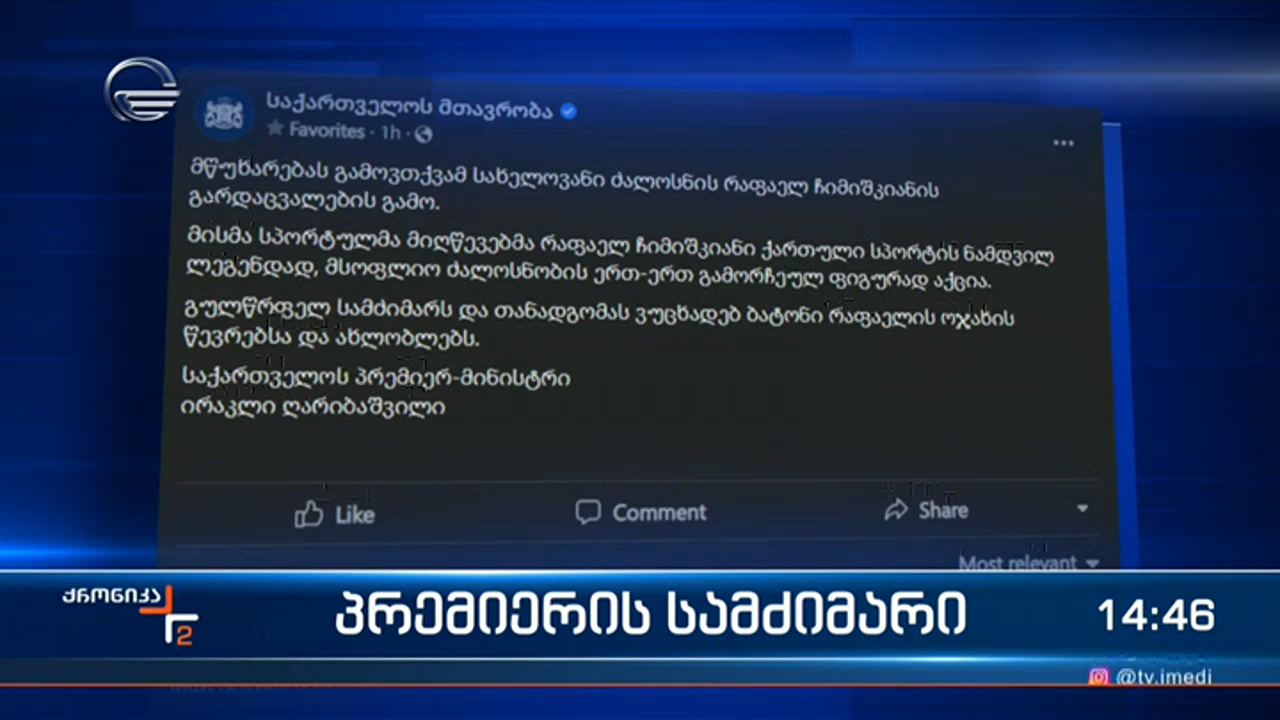 საქართველოს მთავრობა
Favorites · 1h ·
მწუხარებას გამოვთქვამ სახელოვანი ძალოსნის რაფაელ ჩიმიშკიანის
გარდაცვალების გამო.
მისმა სპორტულმა მიღწევებმა რაფაელ ჩიმიშკიანი ქართული სპორტის ნამდვილ
ლეგენდად, მსოფლიო ძალოსნობის ერთ-ერთ გამორჩეულ ფიგურად აქცია.
გულწრფელ სამძიმარს და თანადგომას ვუცხადებ ბატონი რაფაელის ოჯახის
წევრებსა და ახლობლებს.
საქართველოს პრემიერ-მინისტრი
ირაკლი ღარიბაშვილი
Like Comment Share
Most relevant
ქრონიკა
2
პრემიერის სამძიმარი
14:46
@tv.imedi